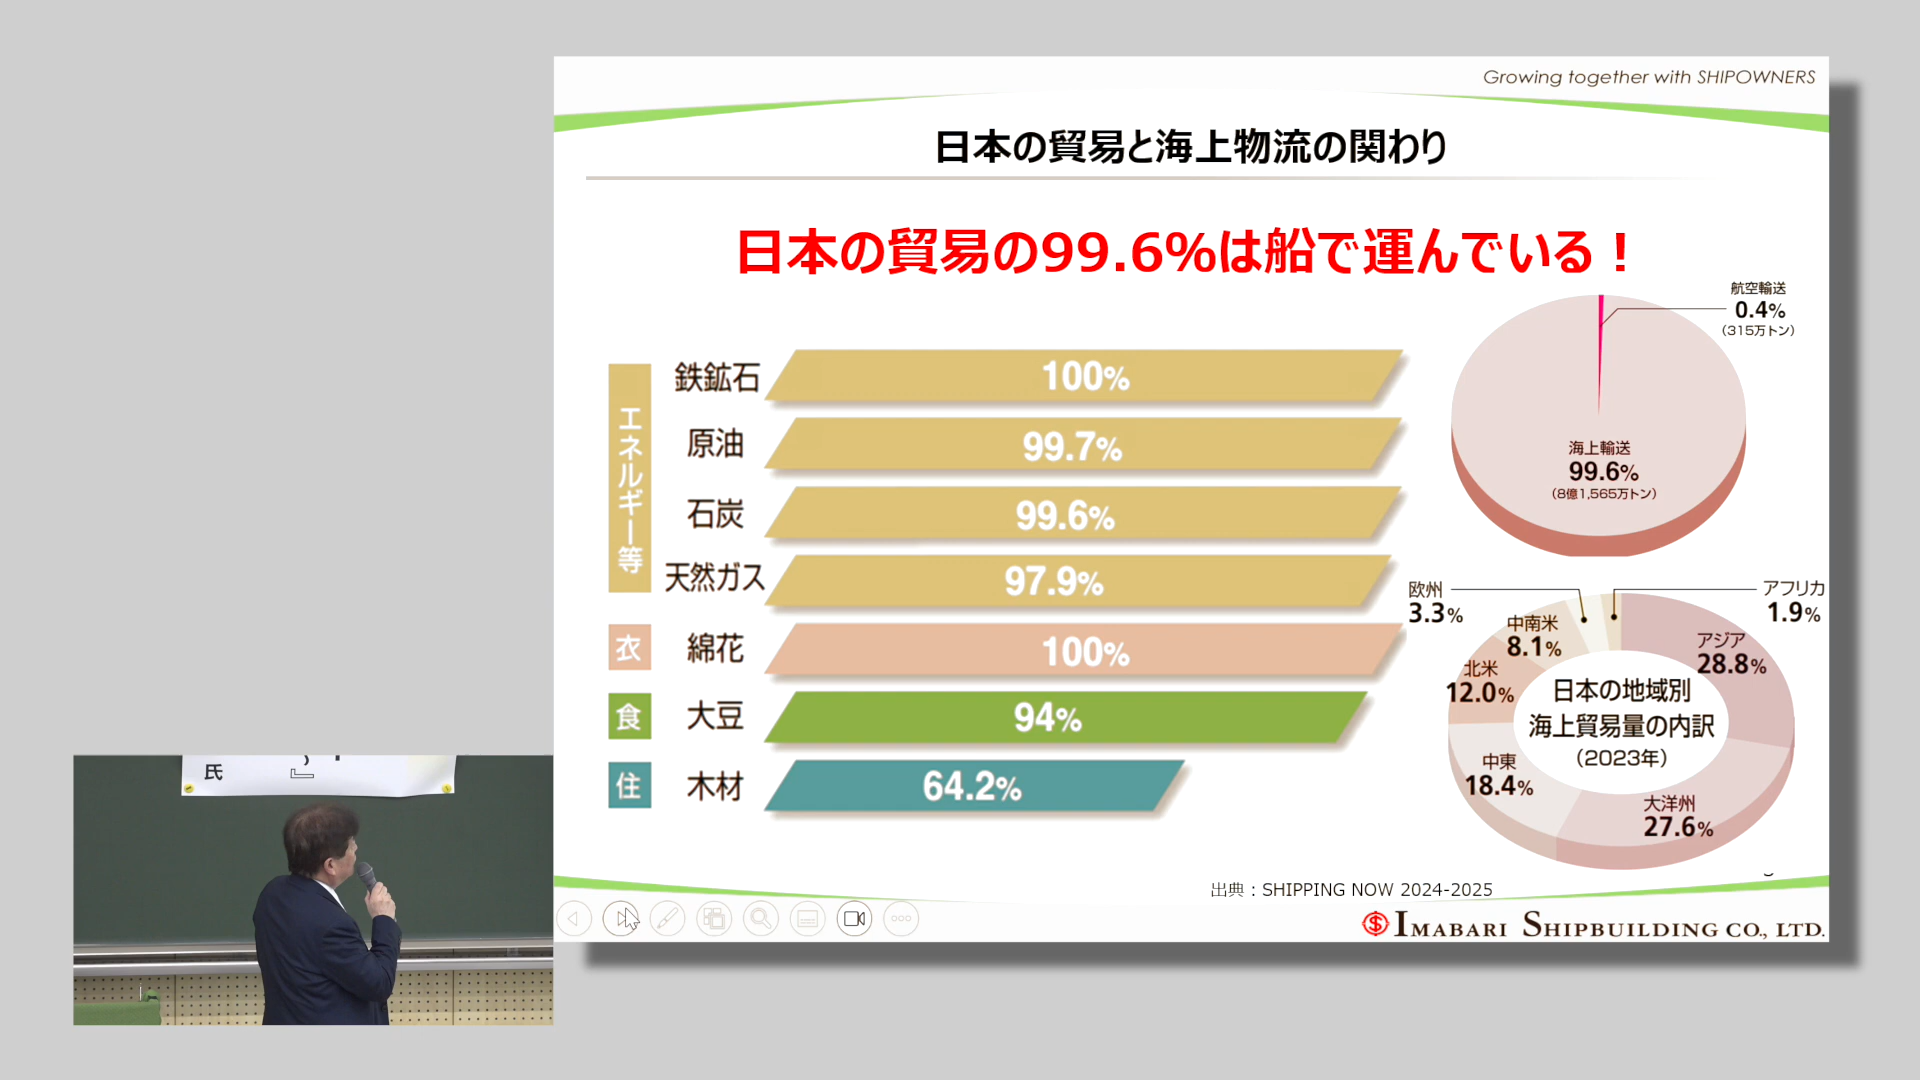 Growing together with SHIPOWNERS
日本の貿易と海上物流の関わり
日本の貿易の99.6%は船で運んでいる！
エネルギー等
鉄鉱石 100%
原油 99.7%
石炭 99.6%
天然ガス 97.9%
衣 綿花 100%
食 大豆 94%
住 木材 64.2%
航空輸送
0.4%
（315万トン）
海上輸送
99.6%
（8億1,565万トン）
欧州
3.3%
アフリカ
1.9%
中南米
8.1%
アジア
28.8%
北米
12.0%
日本の地域別
海上貿易量の内訳
（2023年）
中東
18.4%
大洋州
27.6%
出典：SHIPPING NOW 2024-2025
IMABARI SHIPBUILDING CO., LTD.
氏